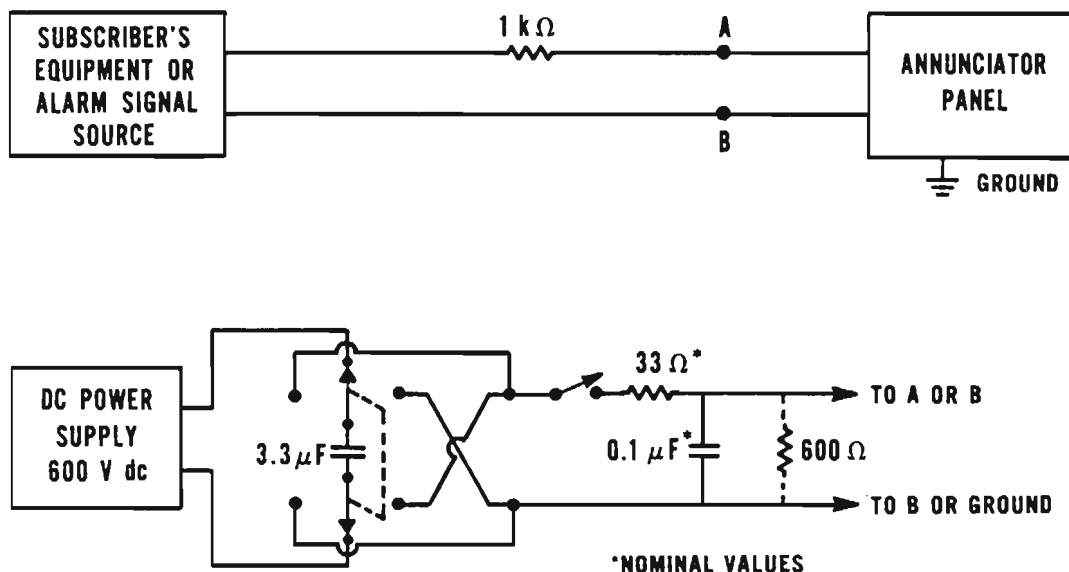 SUBSCRIBER'S
EQUIPMENT OR
ALARM SIGNAL
SOURCE
1 kΩ
A
B
ANNUNCIATOR
PANEL
GROUND
DC POWER
SUPPLY
600 V dc
3.3 µF
33 Ω*
0.1 µF*
600 Ω
TO A OR B
TO B OR GROUND
*NOMINAL VALUES